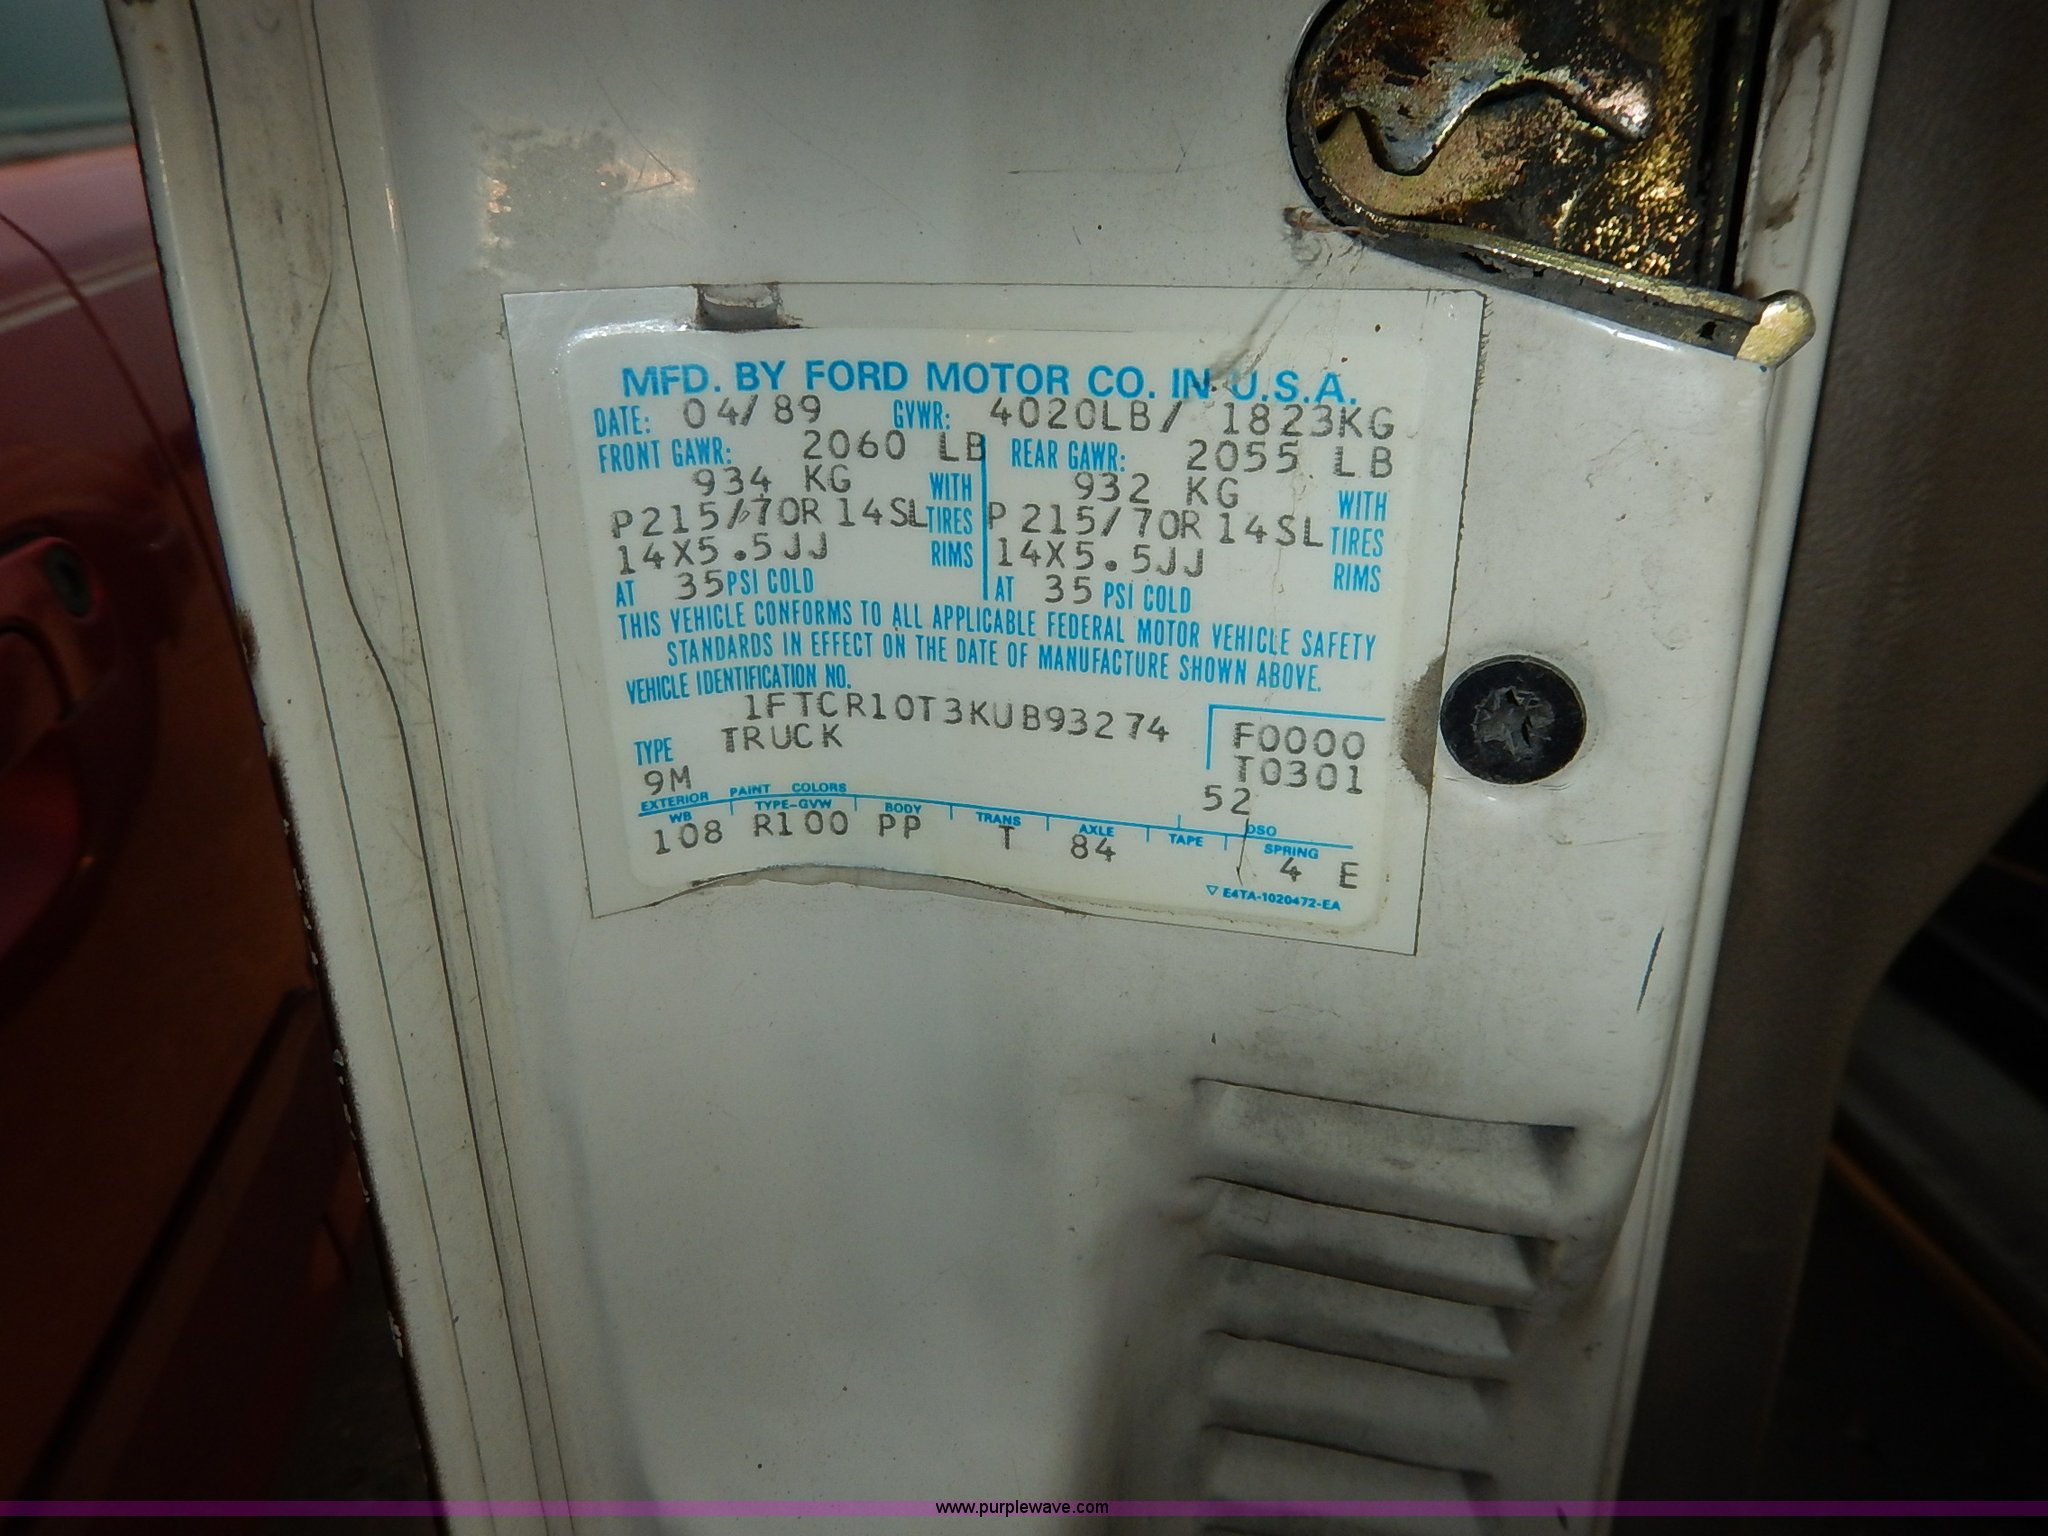 MFD. BY FORD MOTOR CO. IN U.S.A.
DATE: 04/89 GVWR: 4020LB/ 1823KG
FRONT GAWR: 2060 LB REAR GAWR: 2055 LB
934 KG WITH 932 KG WITH
P215/70R14SL TIRES P215/70R14SL TIRES
14X5.5JJ RIMS 14X5.5JJ RIMS
AT 35 PSI COLD AT 35 PSI COLD
THIS VEHICLE CONFORMS TO ALL APPLICABLE FEDERAL MOTOR VEHICLE SAFETY
STANDARDS IN EFFECT ON THE DATE OF MANUFACTURE SHOWN ABOVE.
VEHICLE IDENTIFICATION NO.
1FTCR10T3KUB93274
F0000
TYPE TRUCK
T0301
9M 52
EXTERIOR PAINT COLORS DSO
WB TYPE-GVW BODY TRANS AXLE TAPE SPRING
108 R100 PP T 84 4 E
E4TA-1020472-EA
www.purplewave.com